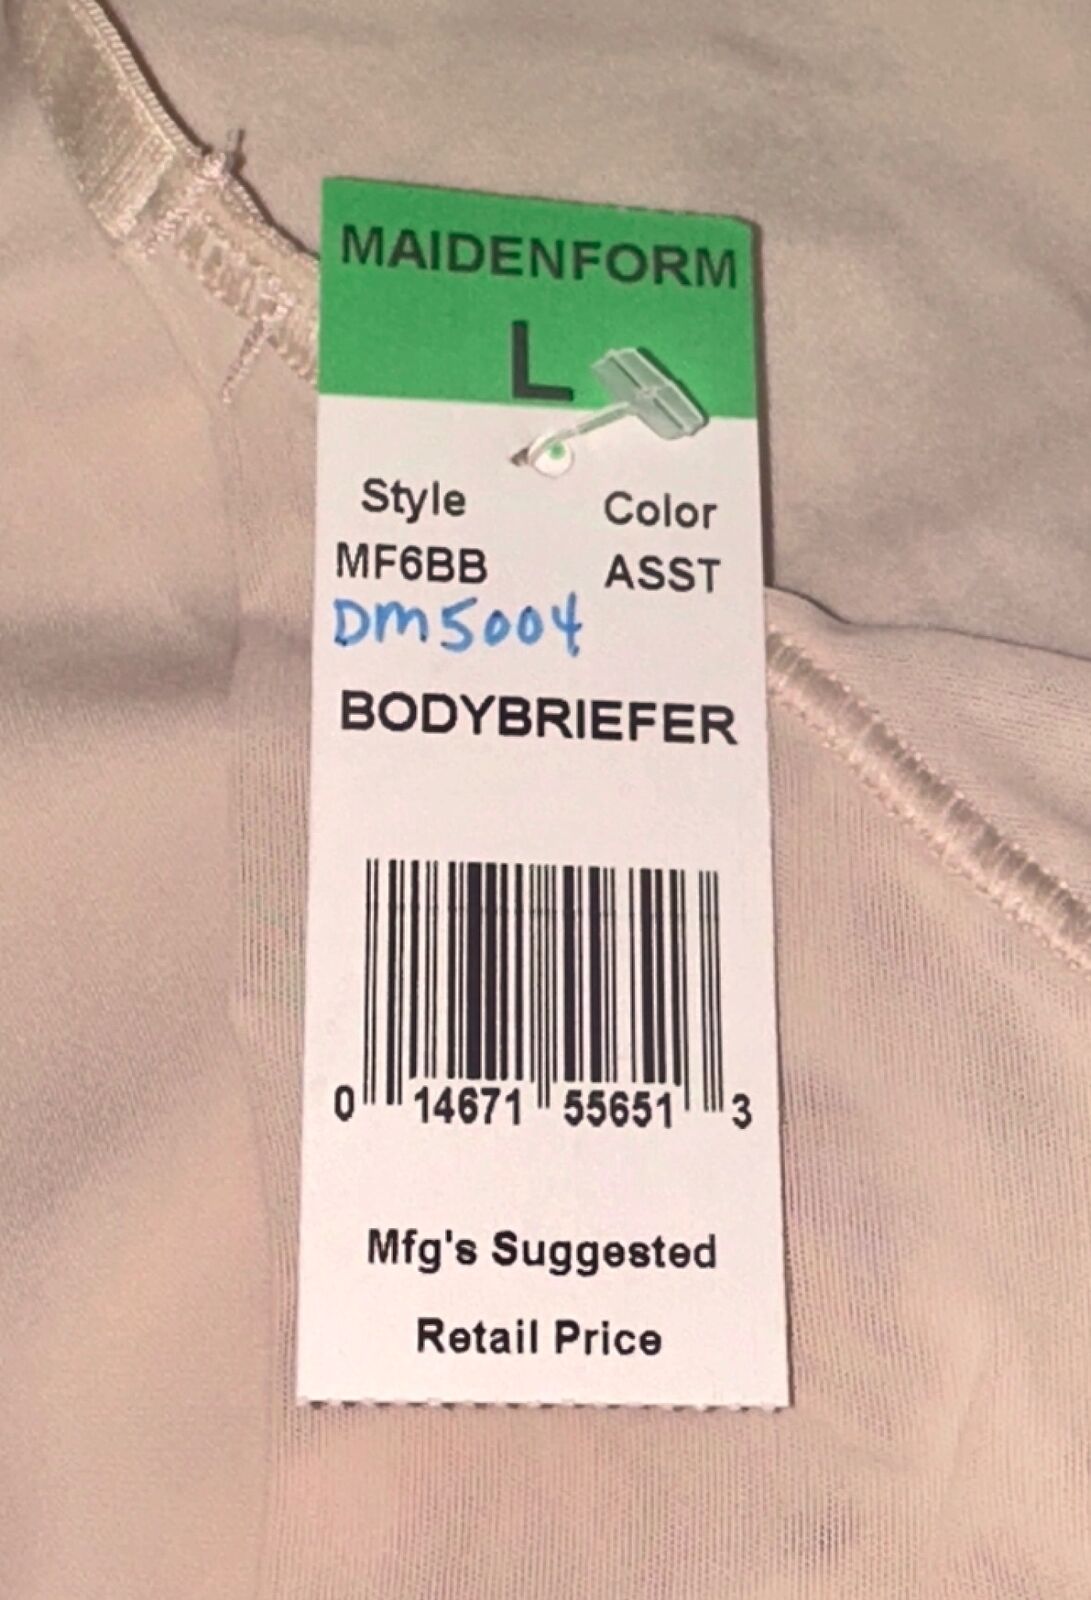 MAIDENFORM
L
Style Color
MF6BB ASST
DM5004
BODYBRIEFER
0 14671 55651 3
Mfg's Suggested
Retail Price